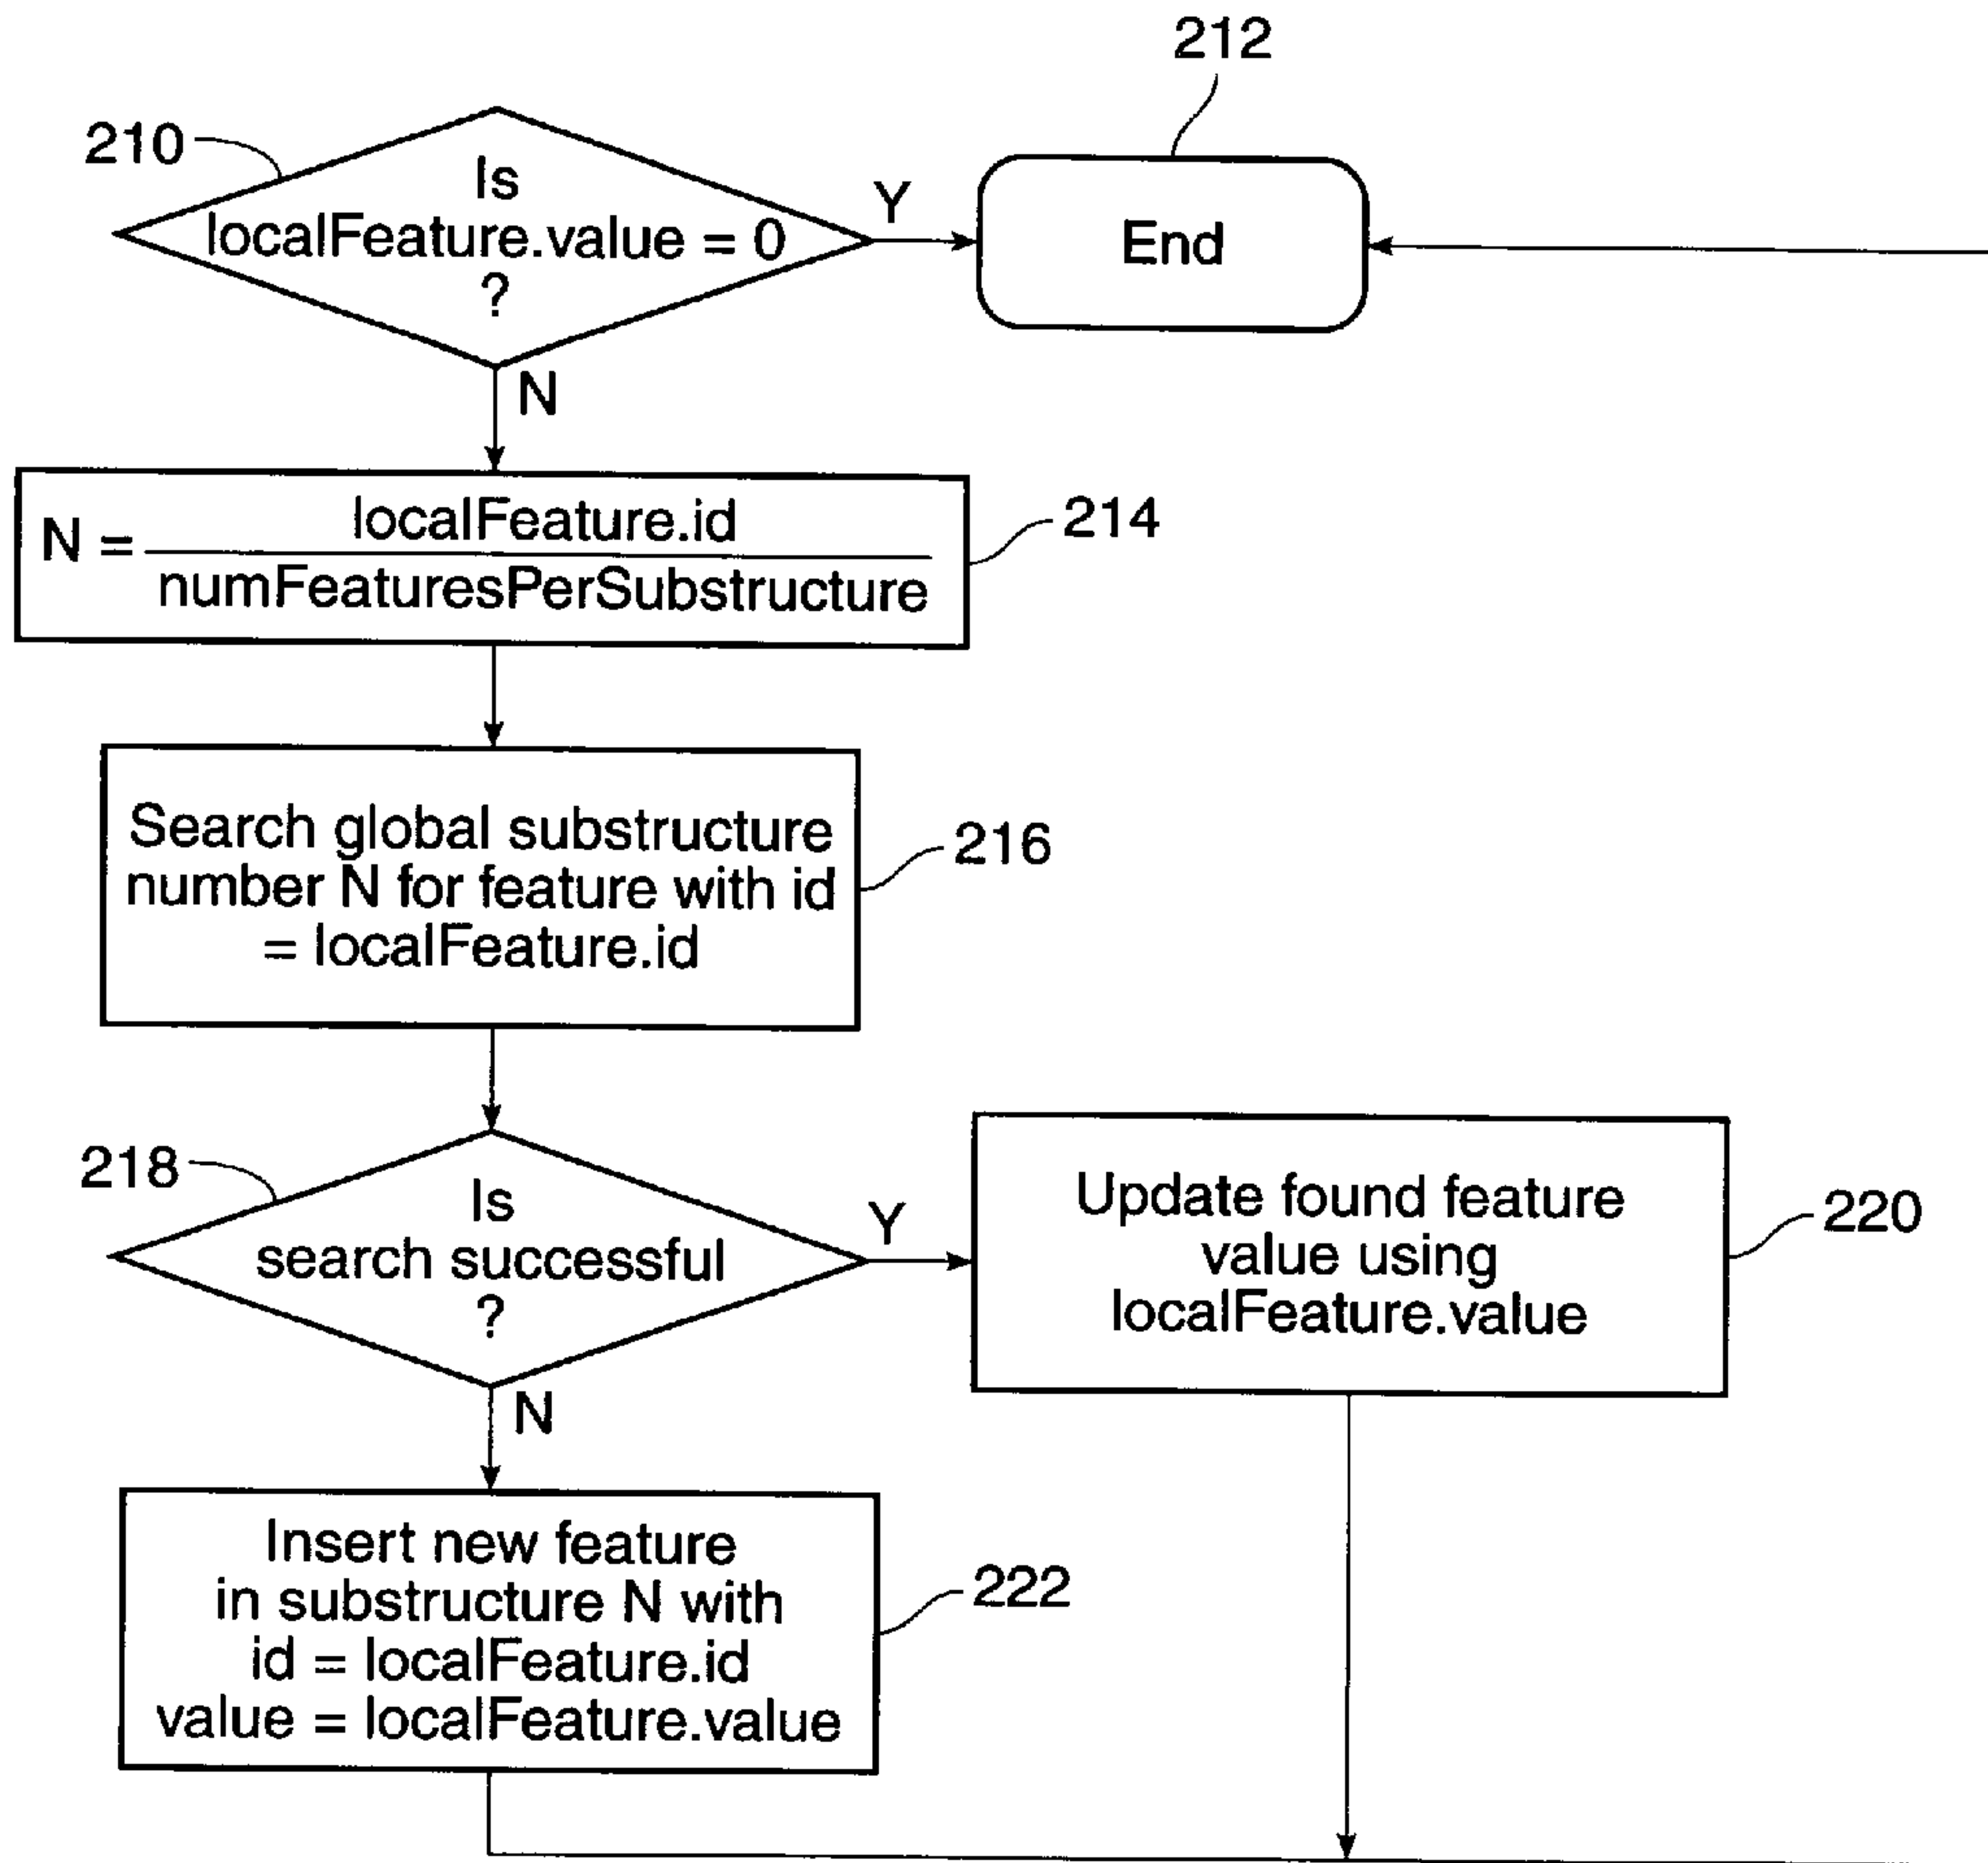 212
210
Is
localFeature.value = 0
?
Y
End
N
N = localFeature.id
numFeaturesPerSubstructure
214
Search global substructure
number N for feature with id
= localFeature.id
216
218
Is
search successful
?
Y
Update found feature
value using
localFeature.value
220
N
Insert new feature
in substructure N with
id = localFeature.id
value = localFeature.value
222